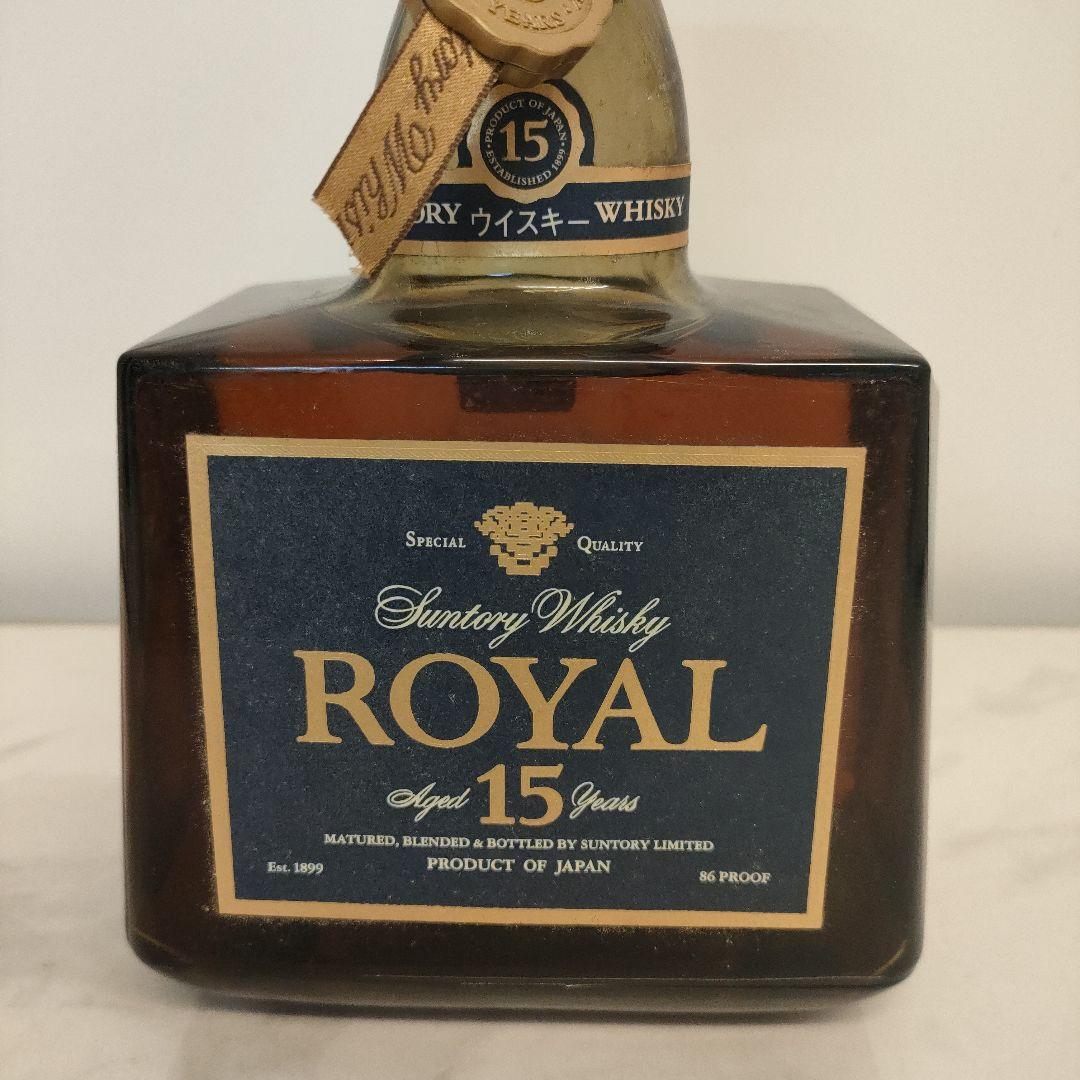 YEARS
PRODUCT OF JAPAN
15
ESTABLISHED 1899
ORY ウイスキー WHISKY
SPECIAL QUALITY
Suntory Whisky
ROYAL
Aged 15 Years
MATURED, BLENDED & BOTTLED BY SUNTORY LIMITED
Est. 1899 PRODUCT OF JAPAN 86 PROOF